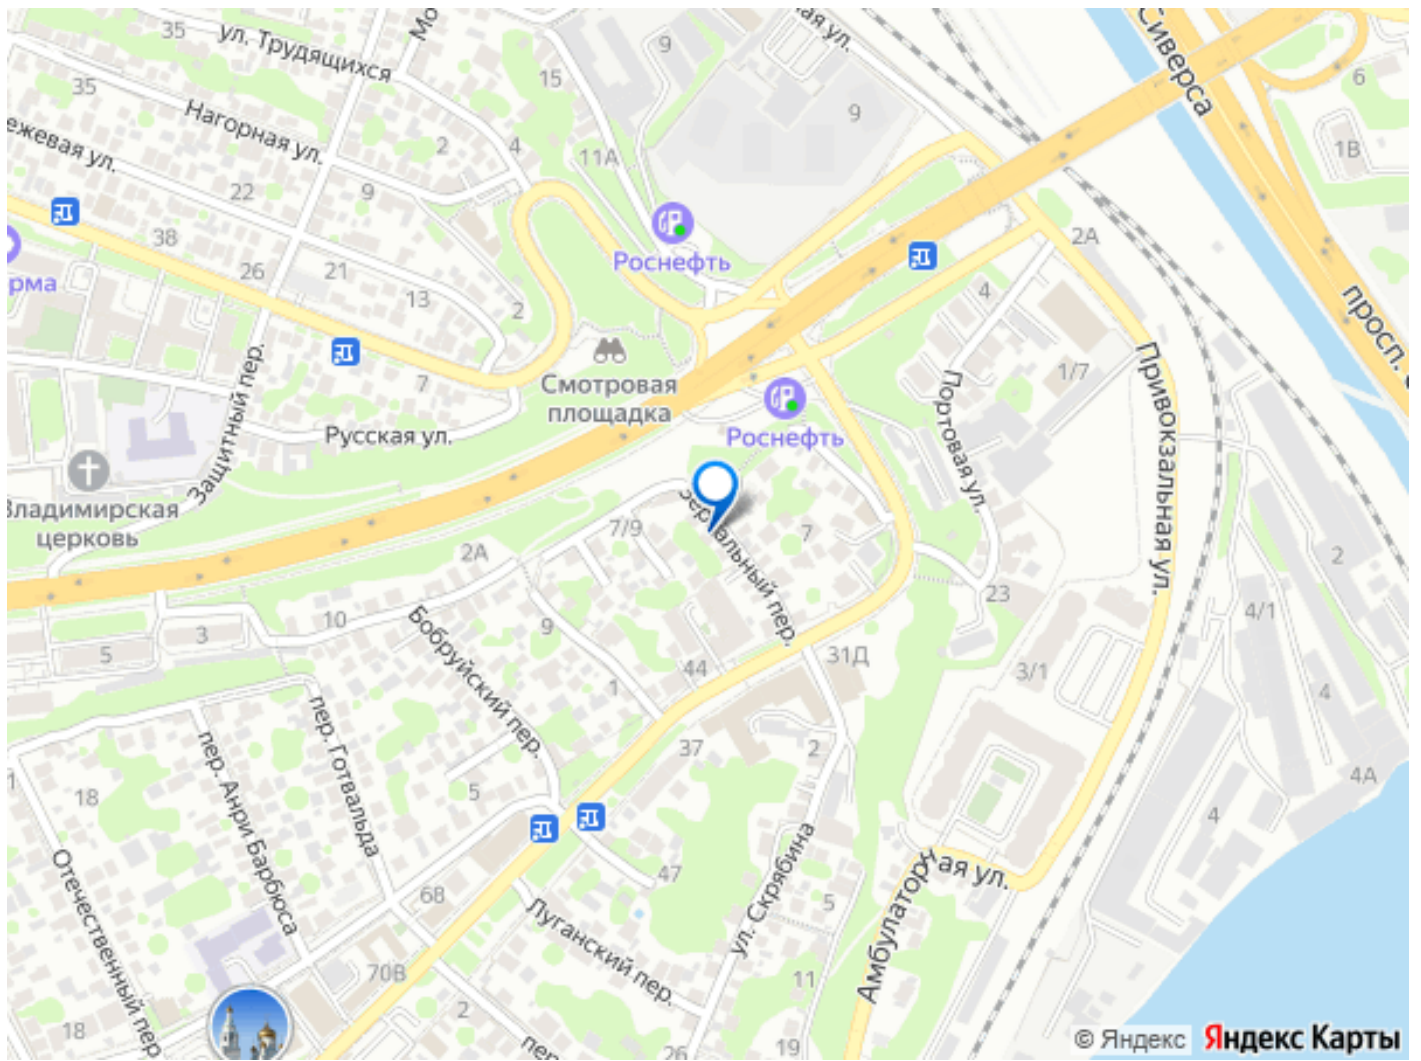 35
ул. Трудящихся
9
15
ная ул.
Сиверса
6
35
Нагорная ул.
2
4
11А
9
1В
ежевая ул.
22
9
38
26
21
13
2
Роснефть
2А
4
рма
просп.
7
Смотровая
площадка
1/7
Привокзальная ул.
Портовая ул.
Роснефть
Защитный пер.
Русская ул.
Владимирская
церковь
2А
7/9
7
альный пер.
2
23
4/1
10
3
5
Бобруйский пер.
9
1
44
31Д
3/1
4
37
2
4А
пер. Готвальда
пер. Анри Барбюса
18
5
4
Отечественный пер.
68
47
ул. Скрябина
5
Амбулаторная ул.
Луганский пер.
70В
11
2
18
пер.
26
19
© Яндекс
Яндекс Карты